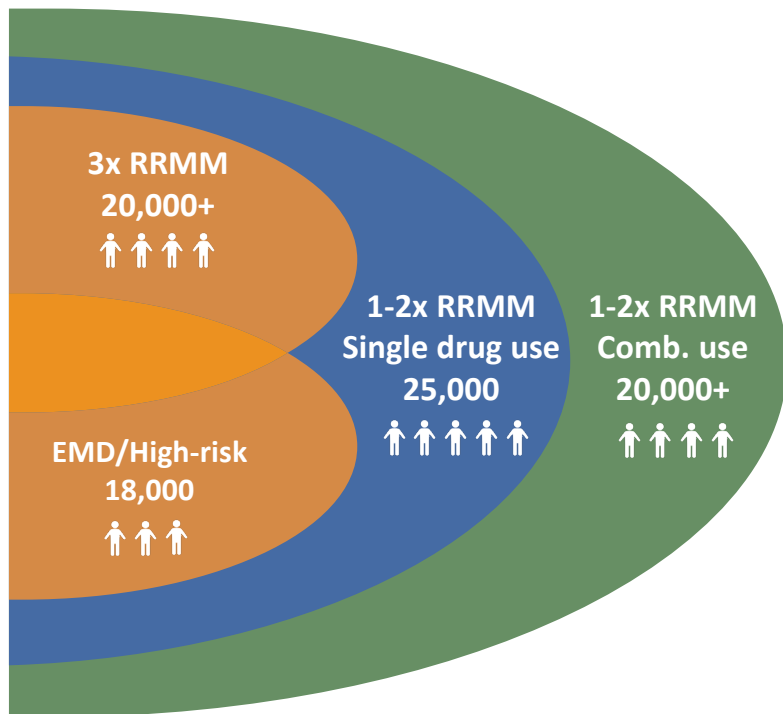 3x RRMM
20,000+
1-2x RRMM
Single drug use
25,000
1-2x RRMM
Comb. use
20,000+
EMD/High-risk
18,000